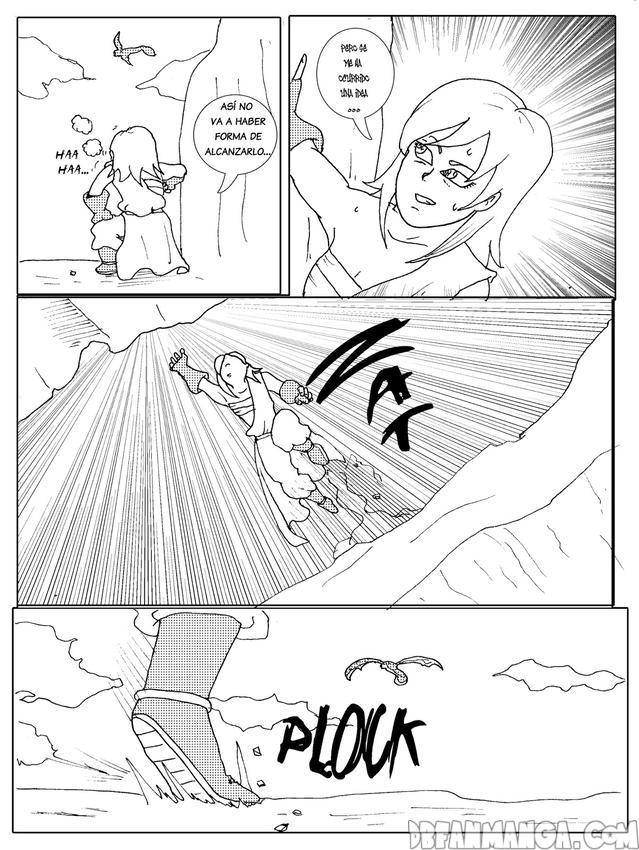 ASÍ NO
VA A HABER
FORMA DE
ALCANZARLO...
HAA
HAA...
PERO SE
ME HA
OCURRIDO
UNA IDEA
...
ZAT
PLOCK
DBFANMANGA.COM